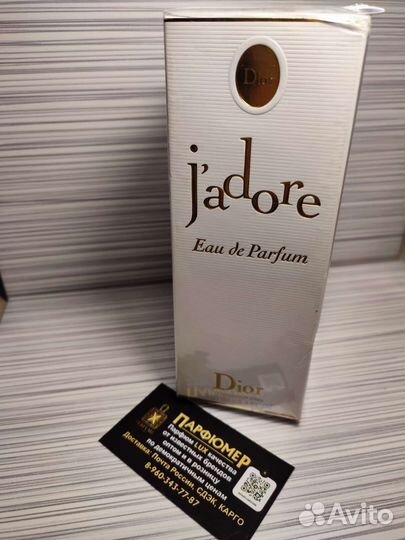 Dior
j'adore
Eau de Parfum
Dior
ПАРФЮМЕР
Парфюм LUX качества
от известных брендов
оптом и в розницу
по демократичным ценам
Доставка: Почта России, СДЭК, КАРГО
8-960-343-77-87
Avito